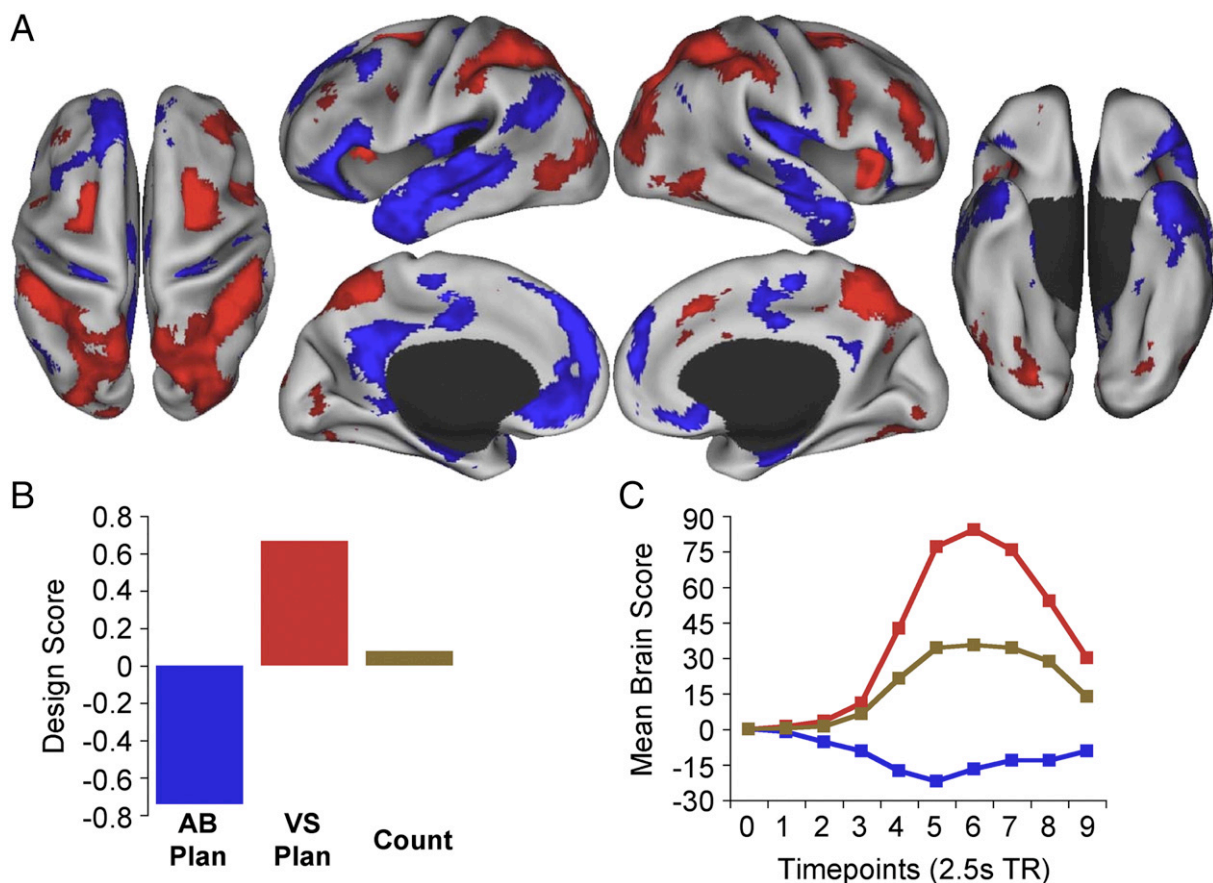 A
B
Design Score
0.8
0.6
0.4
0.2
0
-0.2
-0.4
-0.6
-0.8
AB Plan
VS Plan
Count
C
Mean Brain Score
90
75
60
45
30
15
0
-15
-30
0 1 2 3 4 5 6 7 8 9
Timepoints (2.5s TR)